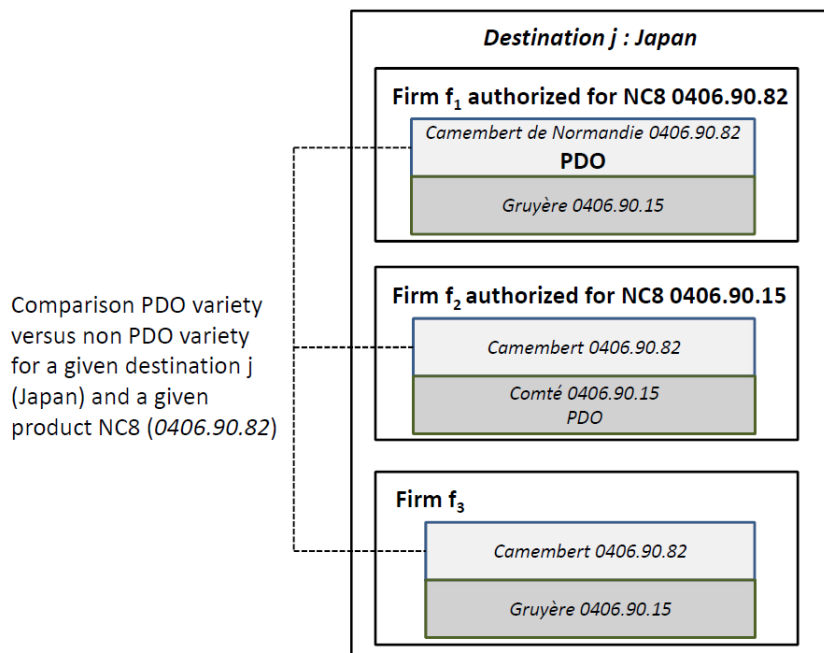 Destination j : Japan
Firm f₁ authorized for NC8 0406.90.82
Camembert de Normandie 0406.90.82
PDO
Gruyère 0406.90.15
Firm f₂ authorized for NC8 0406.90.15
Camembert 0406.90.82
Comté 0406.90.15
PDO
Comparison PDO variety
versus non PDO variety
for a given destination j
(Japan) and a given
product NC8 (0406.90.82)
Firm f₃
Camembert 0406.90.82
Gruyère 0406.90.15